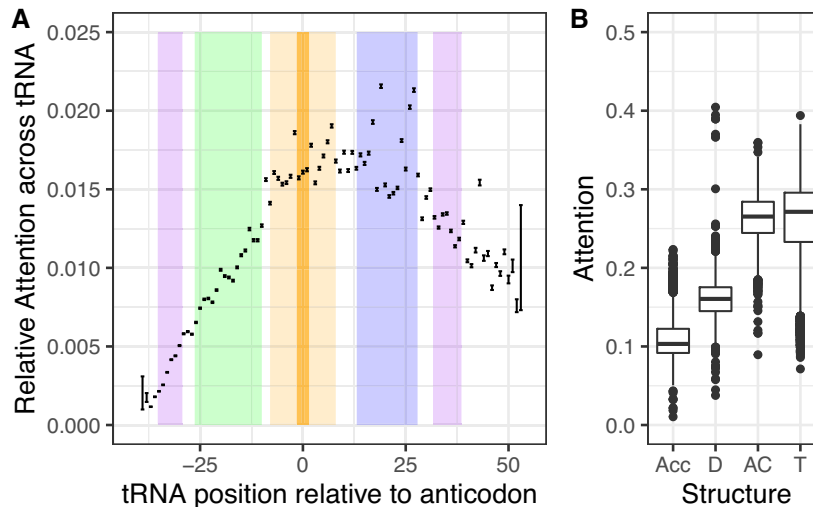 A
Relative Attention across tRNA
0.025
0.020
0.015
0.010
0.005
0.000
−25 0 25 50
tRNA position relative to anticodon
B
Attention
0.5
0.4
0.3
0.2
0.1
0.0
Acc D AC T
Structure